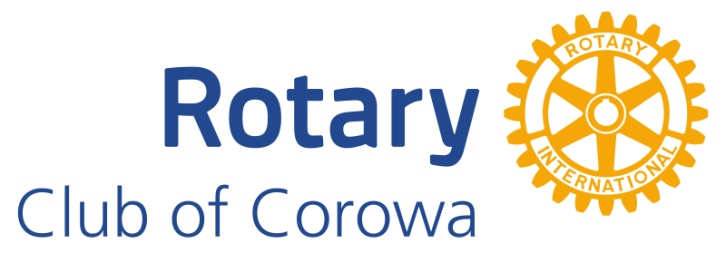 Rotary
Club of Corowa
ROTARY
INTERNATIONAL